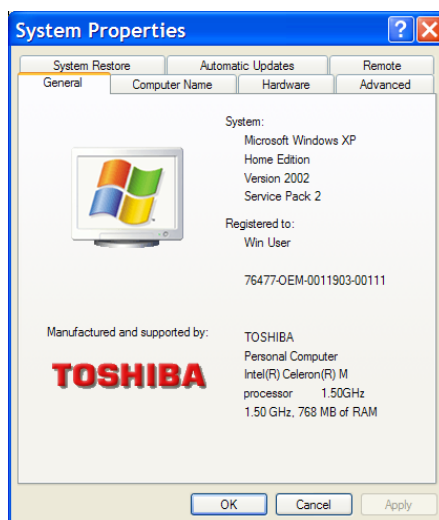 System Properties
System Restore
Automatic Updates
Remote
General
Computer Name
Hardware
Advanced
System:
Microsoft Windows XP
Home Edition
Version 2002
Service Pack 2
Registered to:
Win User
76477-OEM-0011903-00111
Manufactured and supported by:
TOSHIBA
TOSHIBA
Personal Computer
Intel(R) Celeron(R) M
processor 1.50GHz
1.50 GHz, 768 MB of RAM
OK
Cancel
Apply